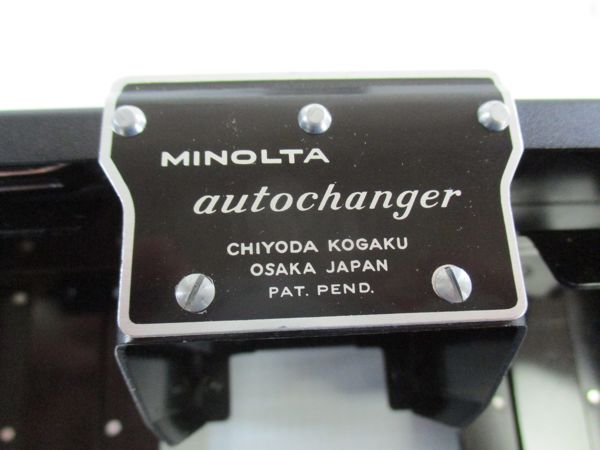 MINOLTA
autochanger
CHIYODA KOGAKU
OSAKA JAPAN
PAT. PEND.